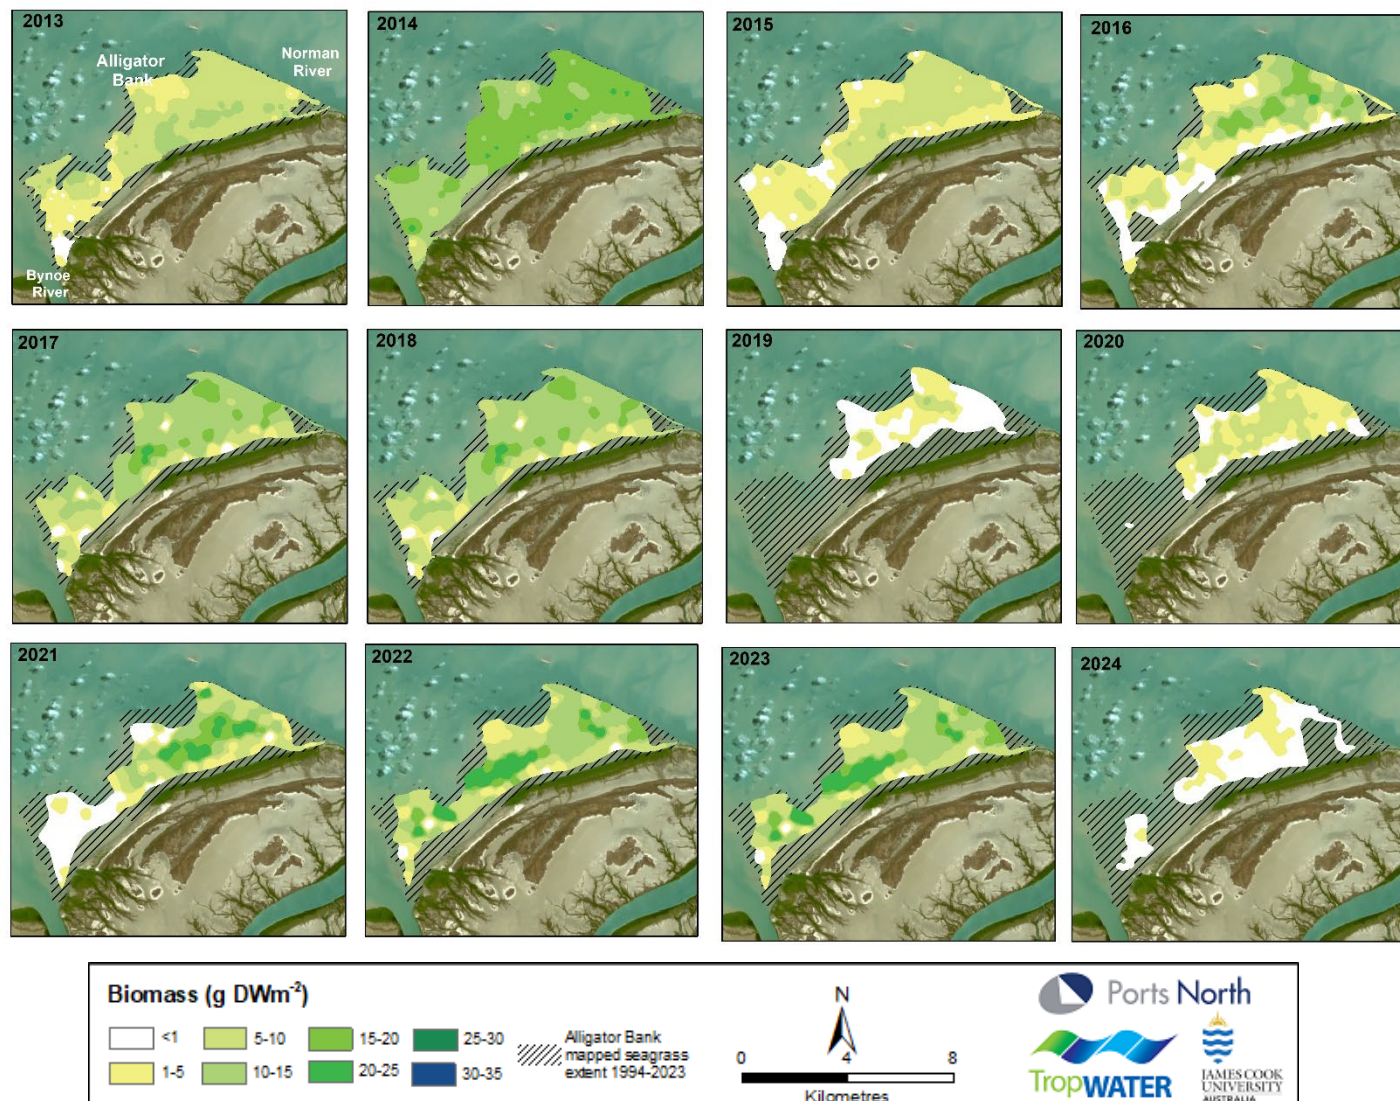 2013
Alligator
Bank
Norman
River
Bynoe
River
2014
2015
2016
2017
2018
2019
2020
2021
2022
2023
2024
Biomass (g DWm-2)
<1
5-10
15-20
25-30
1-5
10-15
20-25
30-35
Alligator Bank
mapped seagrass
extent 1994-2023
N
0 4 8
Kilometres
Ports North
TropWATER
JAMES COOK
UNIVERSITY
AUSTRALIA